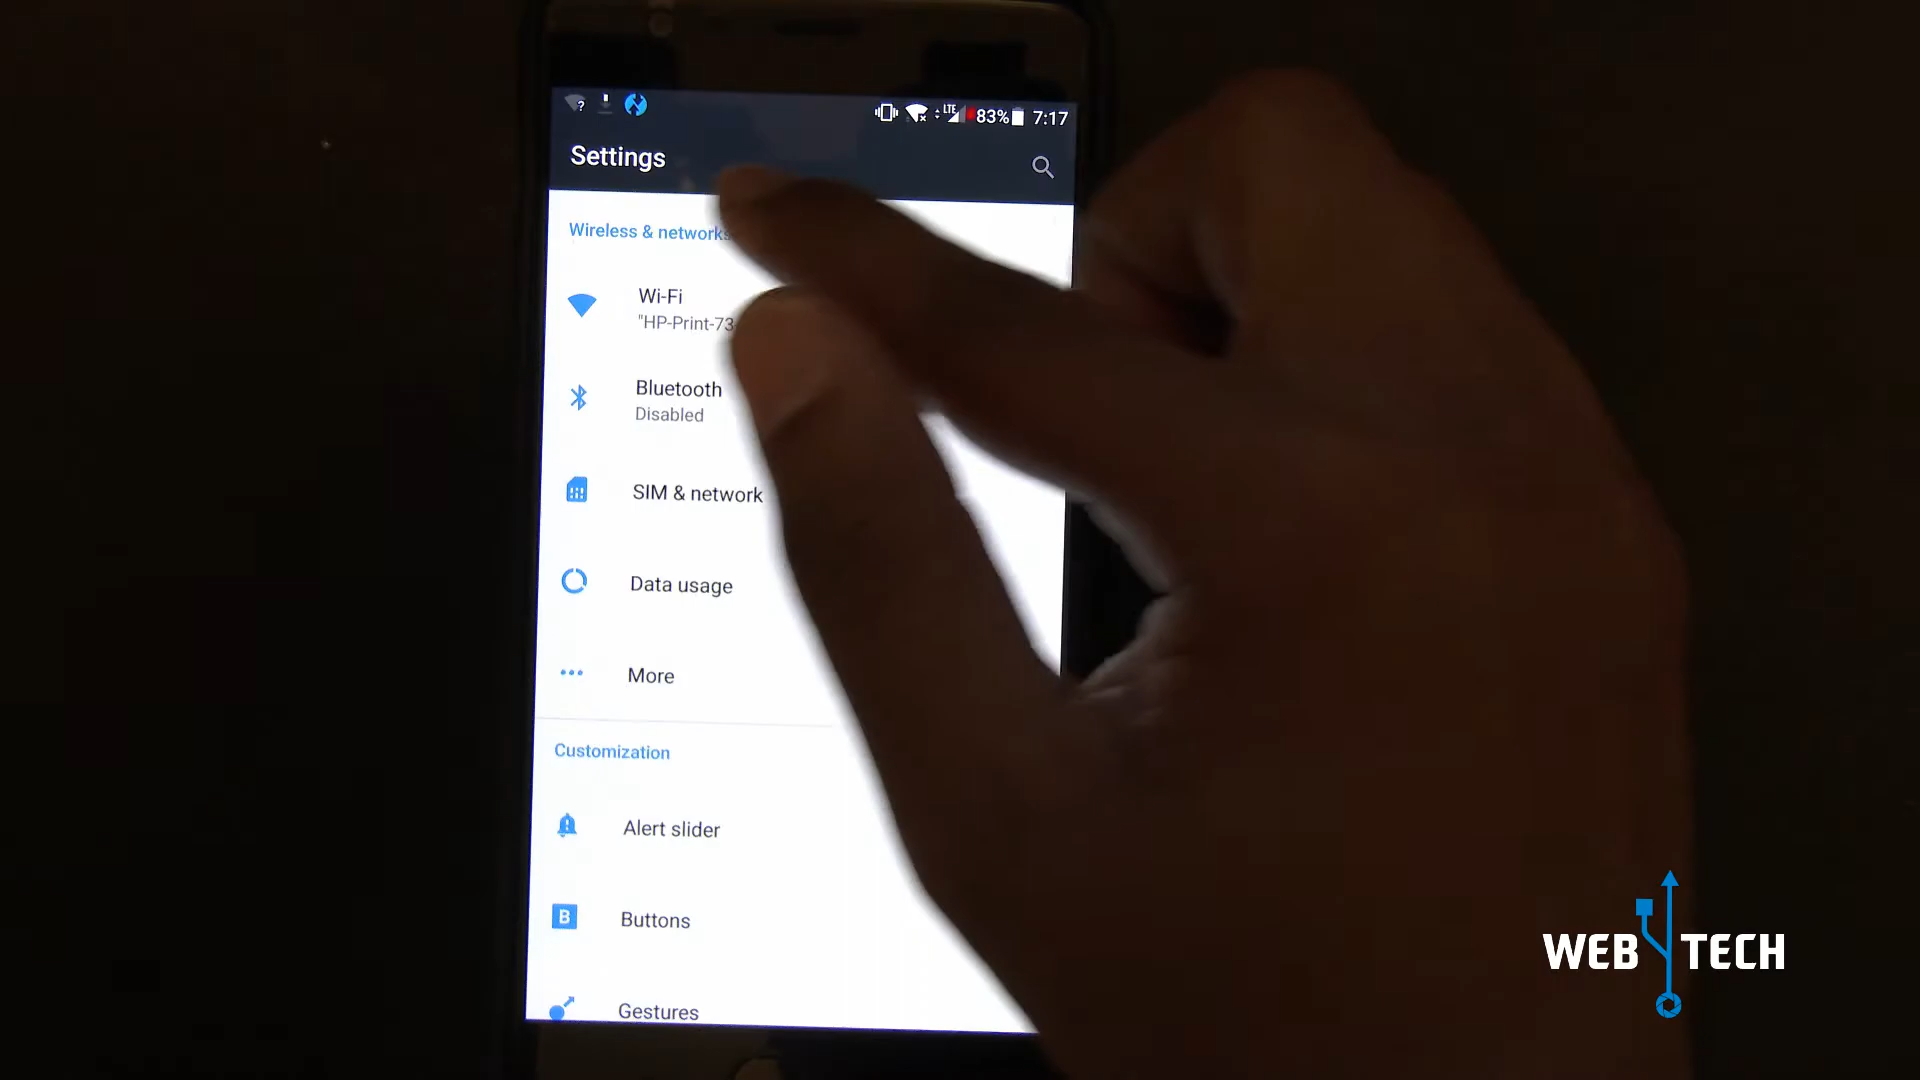 LTE 83% 7:17
Settings
Wireless & networks
Wi-Fi
"HP-Print-73
Bluetooth
Disabled
SIM & network
Data usage
More
Customization
Alert slider
B
Buttons
Gestures
WEB TECH